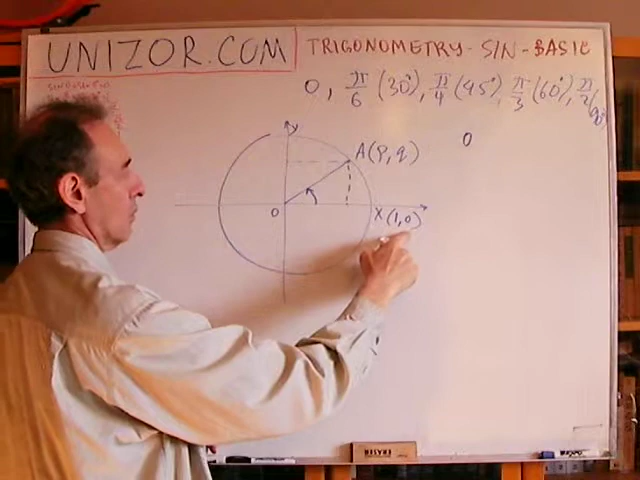 UNIZOR.COM
TRIGONOMETRY-SIN-BASIC
0, π/6 (30°), π/4 (45°), π/3 (60°), π/2 (90°)
0
y
A(p, q)
0
X (1,0)